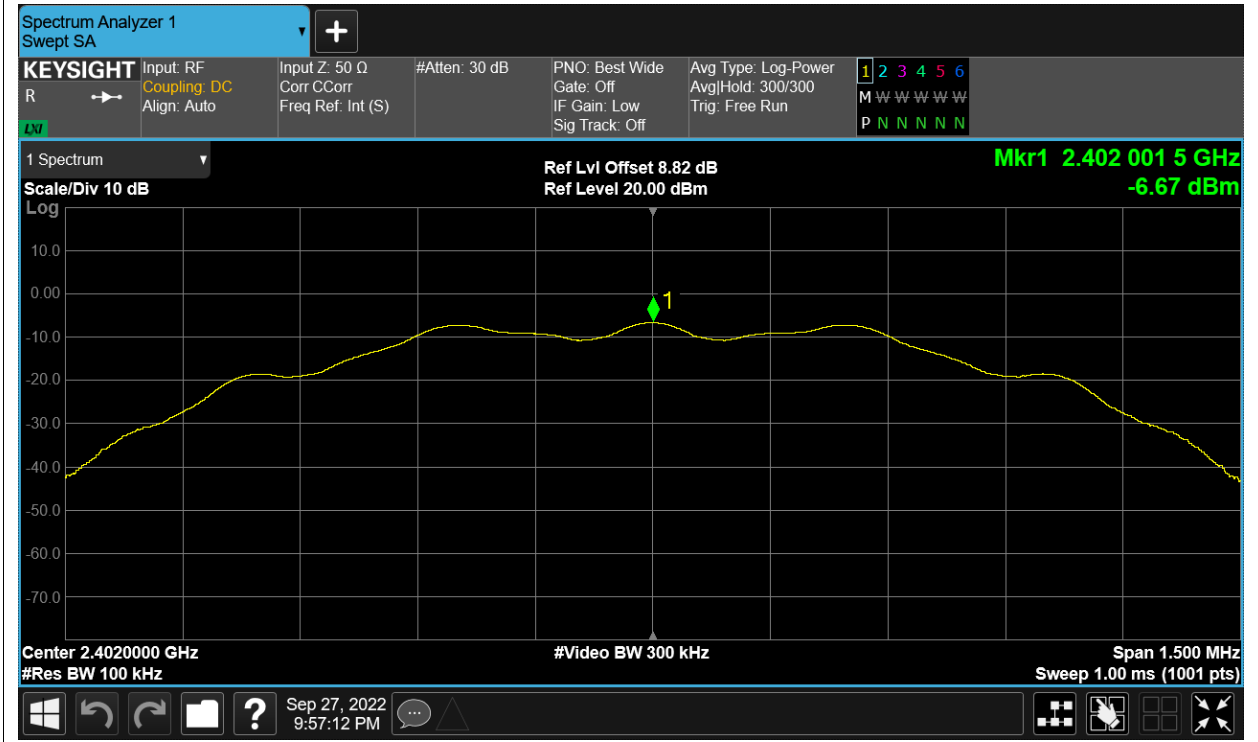 Spectrum Analyzer 1
Swept SA
KEYSIGHT
R
LXI
Input: RF
Coupling: DC
Align: Auto
Input Z: 50 Ω
Corr CCorr
Freq Ref: Int (S)
#Atten: 30 dB
PNO: Best Wide
Gate: Off
IF Gain: Low
Sig Track: Off
Avg Type: Log-Power
Avg|Hold: 300/300
Trig: Free Run
1 2 3 4 5 6
M W W W W W
P N N N N N
1 Spectrum
Scale/Div 10 dB
Log
Ref Lvl Offset 8.82 dB
Ref Level 20.00 dBm
Mkr1 2.402 001 5 GHz
-6.67 dBm
10.0
0.00
1
-10.0
-20.0
-30.0
-40.0
-50.0
-60.0
-70.0
Center 2.4020000 GHz
#Video BW 300 kHz
Span 1.500 MHz
#Res BW 100 kHz
Sweep 1.00 ms (1001 pts)
?
Sep 27, 2022
9:57:12 PM